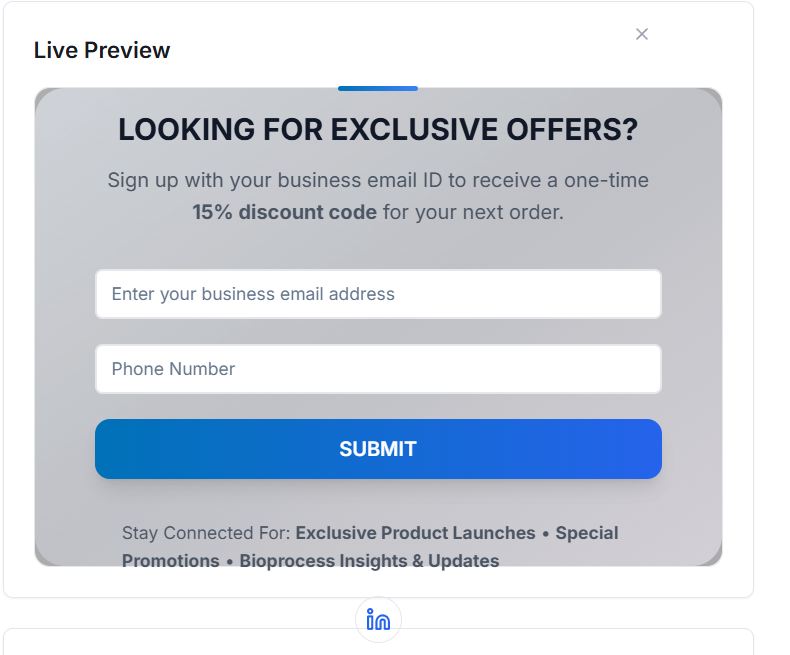 Live Preview
LOOKING FOR EXCLUSIVE OFFERS?
Sign up with your business email ID to receive a one-time
15% discount code for your next order.
Enter your business email address
Phone Number
SUBMIT
Stay Connected For: Exclusive Product Launches • Special
Promotions • Bioprocess Insights & Updates
in